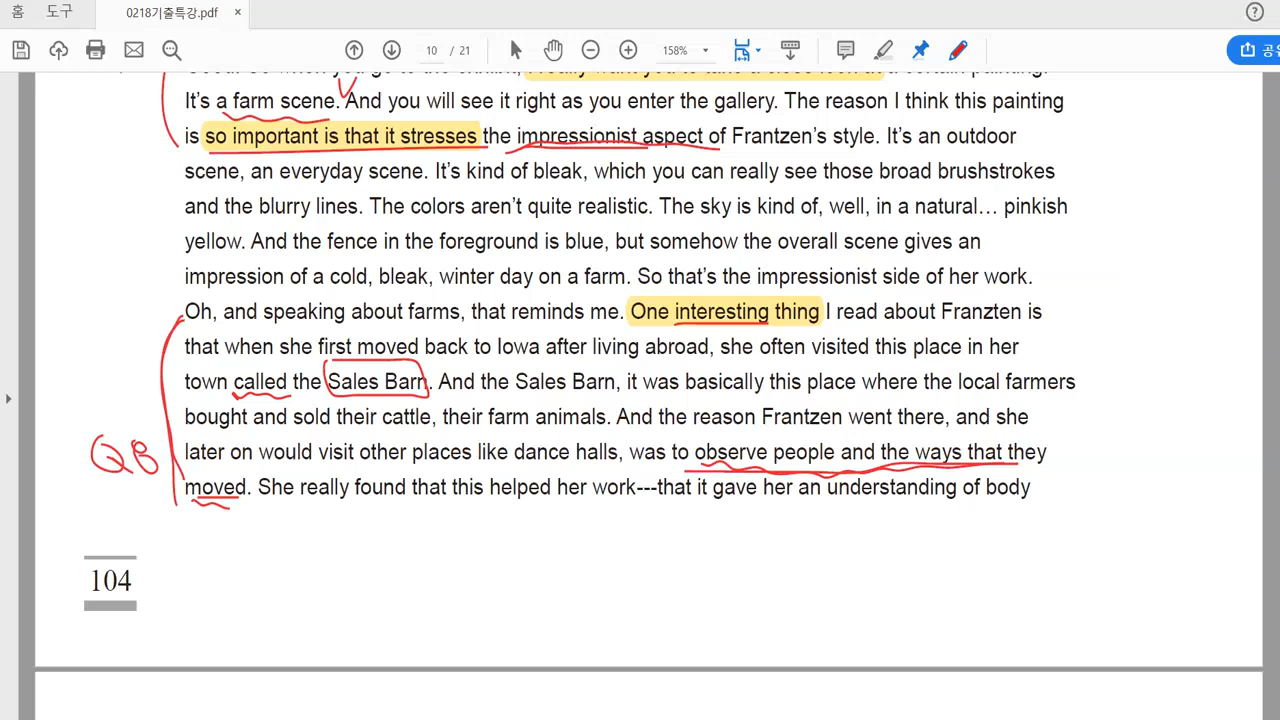 홈 도구 0218기출특강.pdf ×
10 / 21 158%
It's a farm scene. And you will see it right as you enter the gallery. The reason I think this painting
is so important is that it stresses the impressionist aspect of Frantzen's style. It's an outdoor
scene, an everyday scene. It's kind of bleak, which you can really see those broad brushstrokes
and the blurry lines. The colors aren't quite realistic. The sky is kind of, well, in a natural… pinkish
yellow. And the fence in the foreground is blue, but somehow the overall scene gives an
impression of a cold, bleak, winter day on a farm. So that's the impressionist side of her work.
Oh, and speaking about farms, that reminds me. One interesting thing I read about Franzten is
that when she first moved back to Iowa after living abroad, she often visited this place in her
town called the Sales Barn. And the Sales Barn, it was basically this place where the local farmers
bought and sold their cattle, their farm animals. And the reason Frantzen went there, and she
later on would visit other places like dance halls, was to observe people and the ways that they
Q8
moved. She really found that this helped her work---that it gave her an understanding of body
104